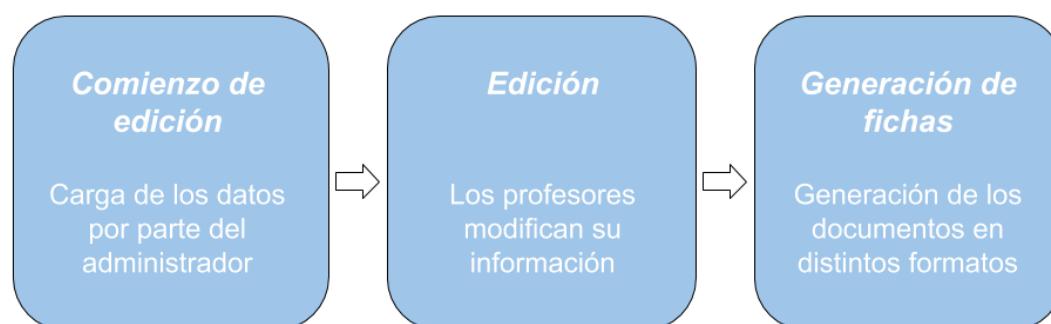 Comienzo de
edición
Carga de los datos
por parte del
administrador
Edición
Los profesores
modifican su
información
Generación de
fichas
Generación de los
documentos en
distintos formatos